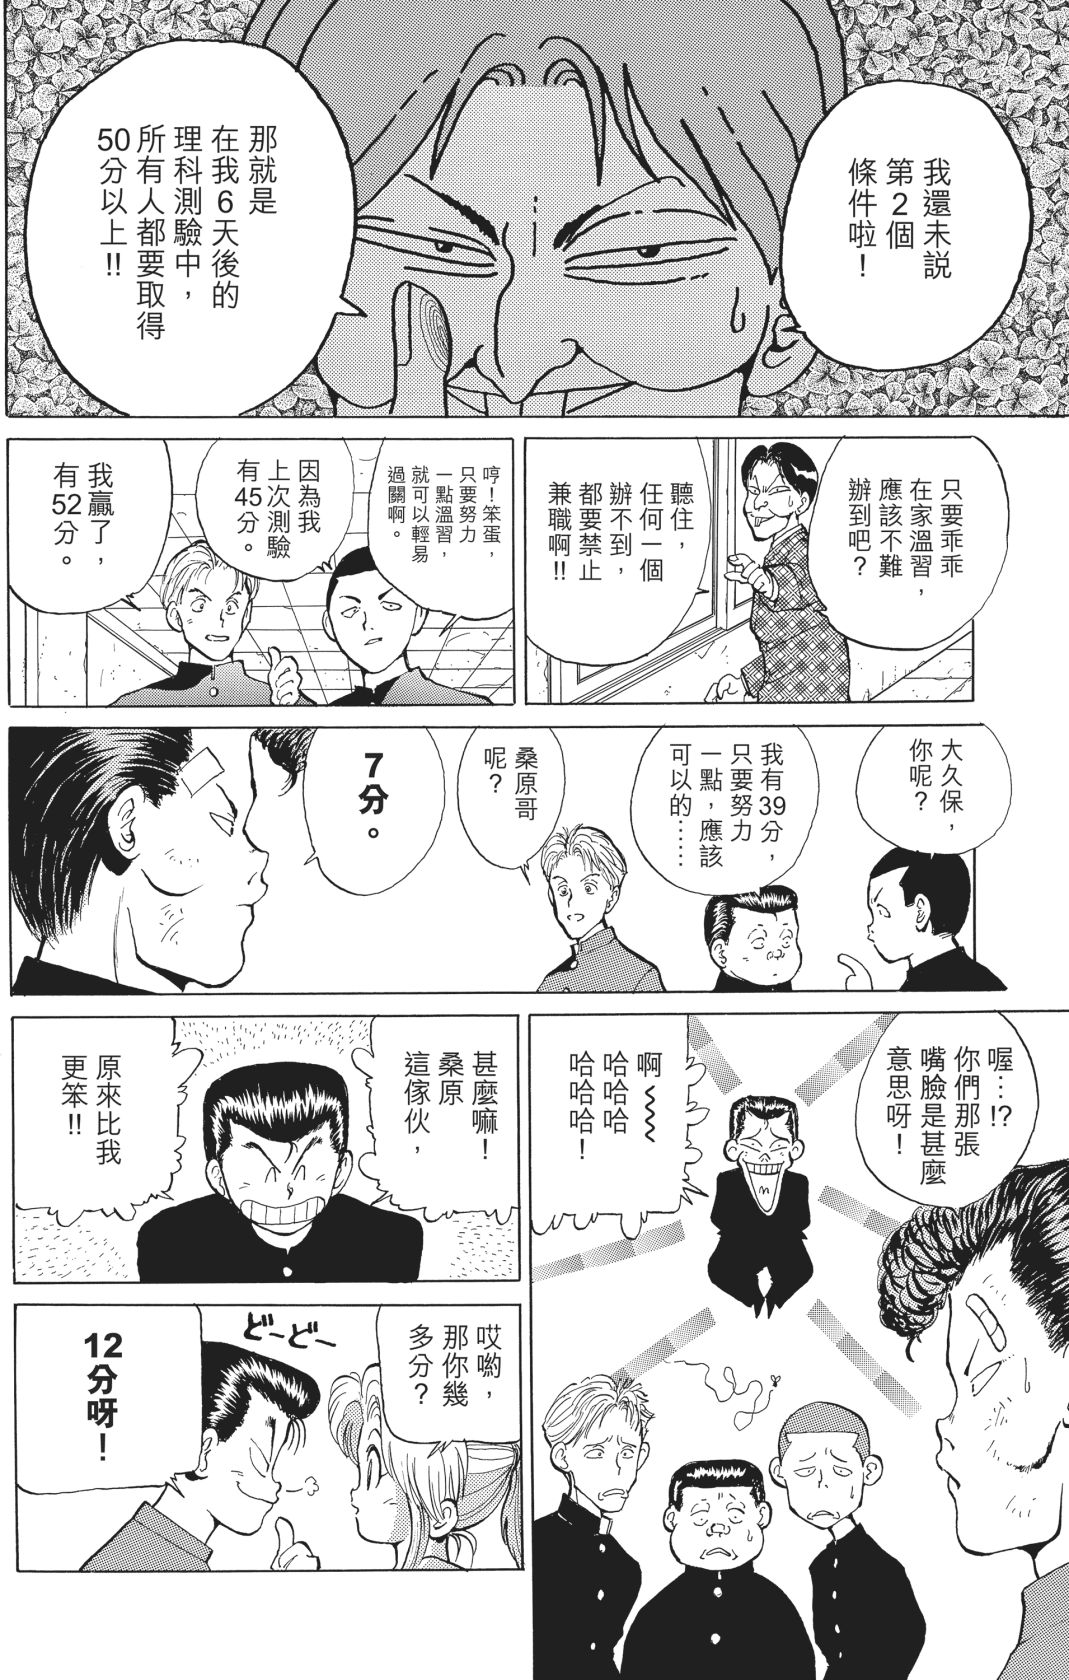 我還未說
第2個
條件啦！
那就是
在我6天後的
理科測驗中，
所有人都要取得
50分以上!!
只要乖乖
在家溫習，
應該不難
辦到吧？
聽住，
任何一個
辦不到，
都要禁止
兼職啊!!
哼！笨蛋，
只要努力
一點溫習，
就可以輕易
過關啊。
因為我
上次測驗
有45分。
我贏了，
有52分。
大久保，
你呢？
我有39分，
只要努力
一點，應該
可以的……
桑原哥
呢？
7分。
喔…!?
你們那張
嘴臉是甚麼
意思呀！
啊～～
哈哈哈
哈哈哈！
甚麼嘛！
桑原
這傢伙，
原來比我
更笨!!
哎喲，
那你幾
多分？
どーどー
12分呀！